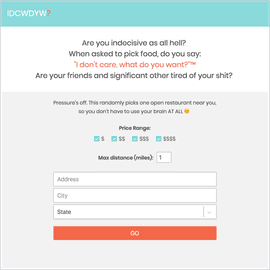 IDCWDYW?
Are you indecisive as all hell?
When asked to pick food, do you say:
"I don't care, what do you want?"™
Are your friends and significant other tired of your shit?
Pressure's off. This randomly picks one open restaurant near you,
so you don't have to use your brain AT ALL 😊
Price Range:
$ $$ $$$ $$$$
Max distance (miles): 1
Address
City
State
GO